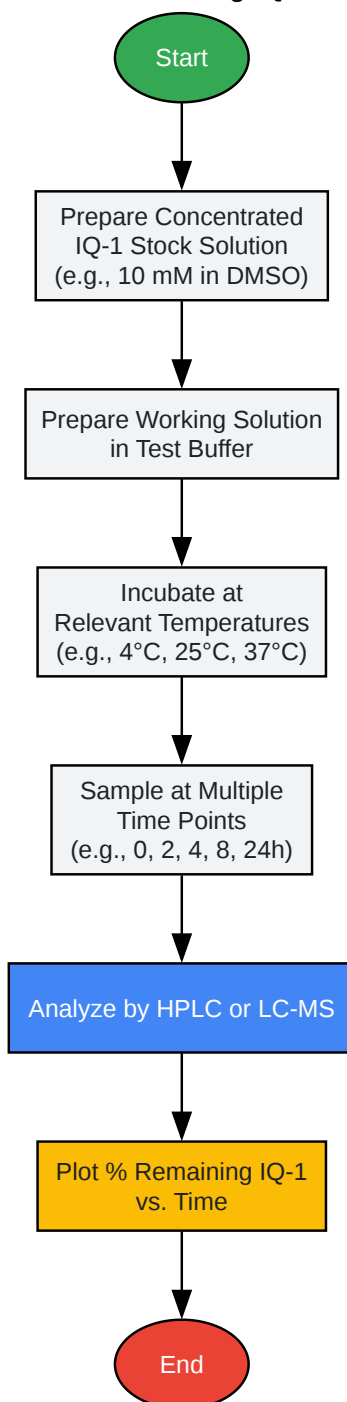 Start
Prepare Concentrated
IQ-1 Stock Solution
(e.g., 10 mM in DMSO)
Prepare Working Solution
in Test Buffer
Incubate at
Relevant Temperatures
(e.g., 4°C, 25°C, 37°C)
Sample at Multiple
Time Points
(e.g., 0, 2, 4, 8, 24h)
Analyze by HPLC or LC-MS
Plot % Remaining IQ-1
vs. Time
End